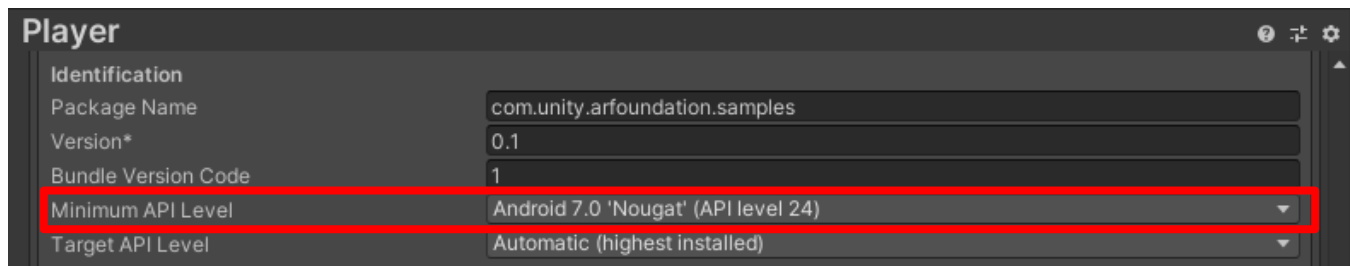 Player
Identification
Package Name com.unity.arfoundation.samples
Version* 0.1
Bundle Version Code 1
Minimum API Level Android 7.0 'Nougat' (API level 24)
Target API Level Automatic (highest installed)